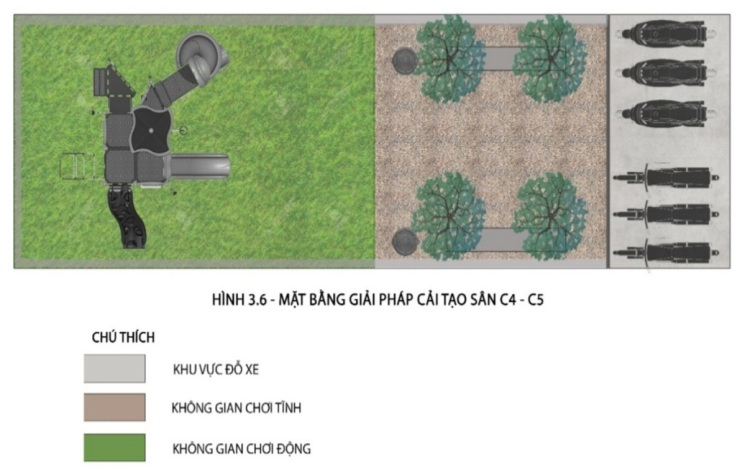 HÌNH 3.6 - MẶT BẰNG GIẢI PHÁP CẢI TẠO SÂN C4 - C5
CHÚ THÍCH
KHU VỰC ĐỖ XE
KHÔNG GIAN CHƠI TĨNH
KHÔNG GIAN CHƠI ĐỘNG